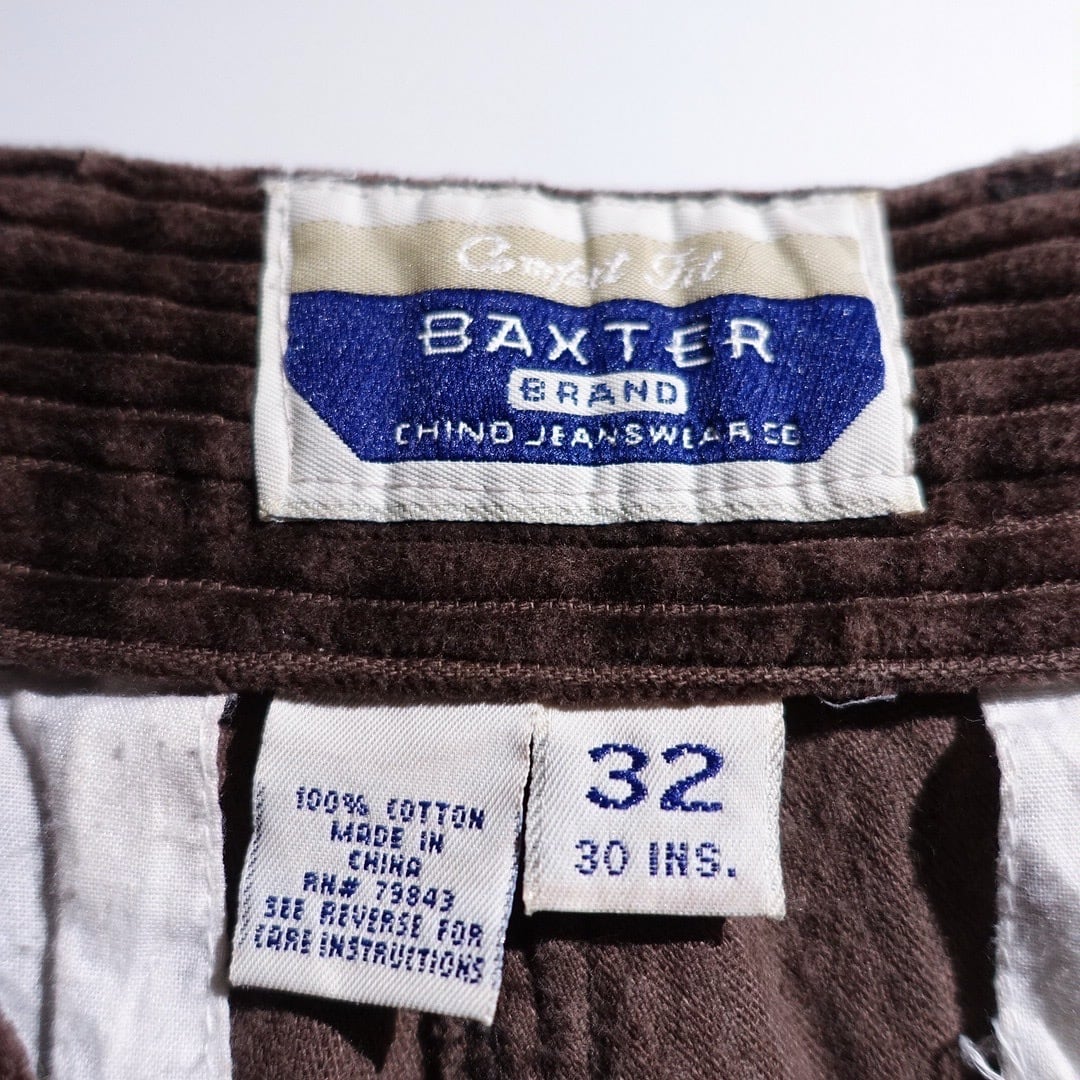 Comfort Fit
BAXTER
BRAND
CHINO JEANSWEAR CO
100% COTTON
MADE IN
CHINA
RN# 79843
SEE REVERSE FOR
CARE INSTRUCTIONS
32
30 INS.